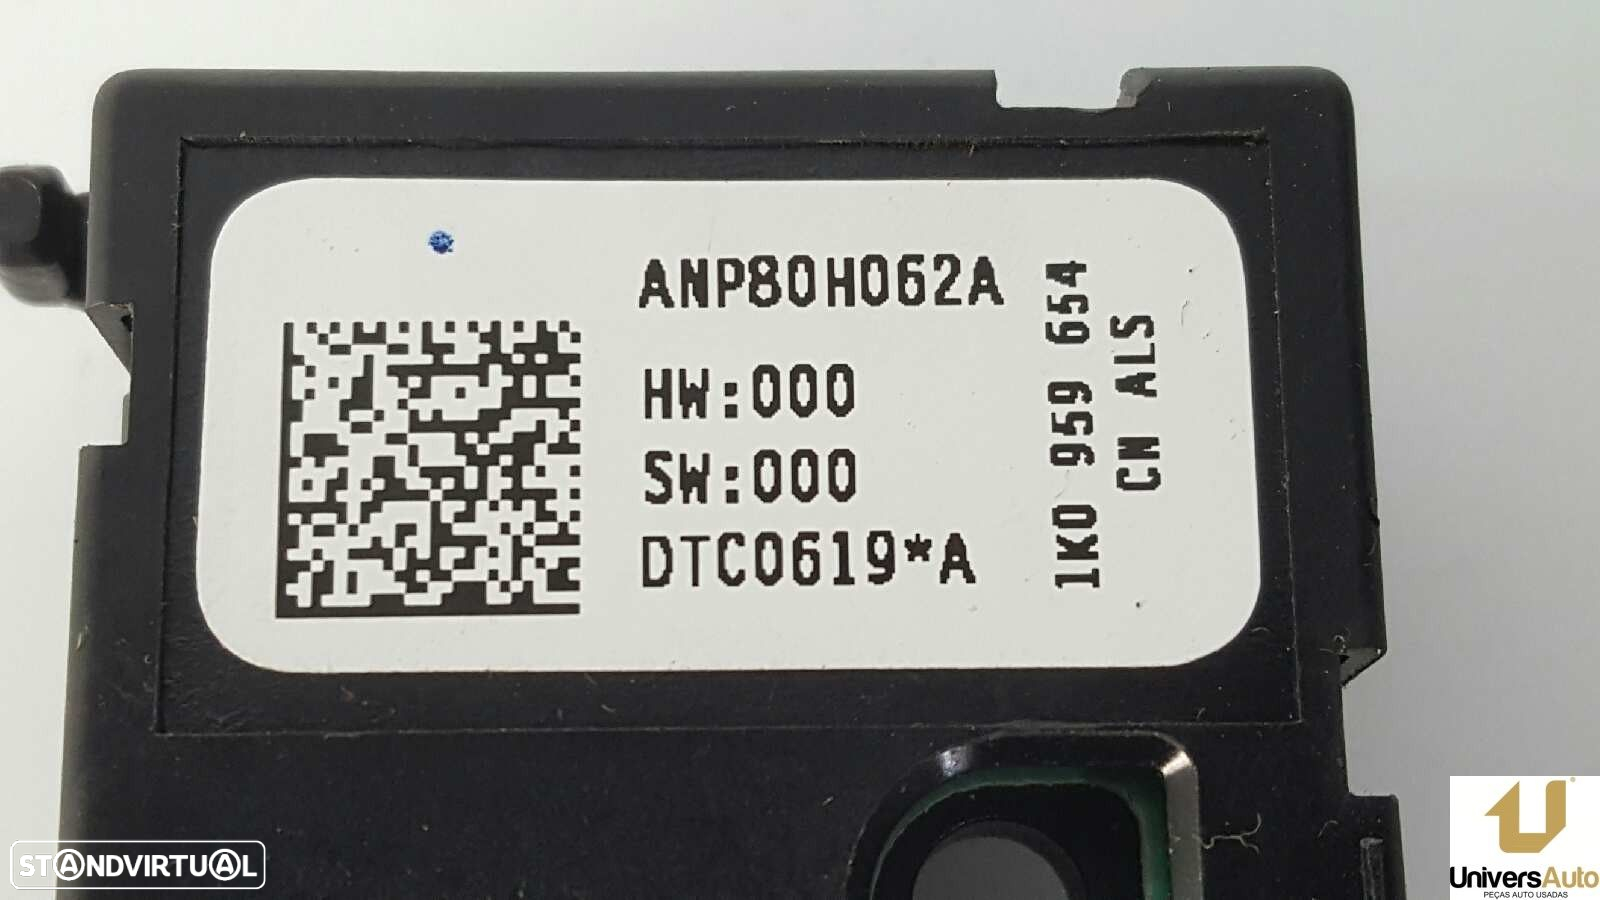 ANP80H062A
HW:000
SW:000
DTC0619*A
1K0 959 654
CN ALS
STANDVIRTUAL
UniversAuto
PEÇAS AUTO USADAS